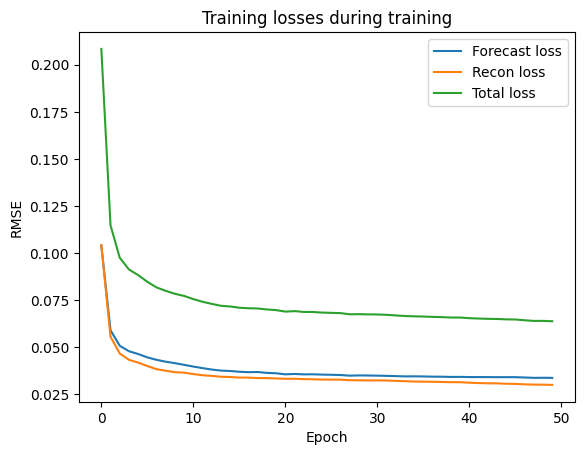 Training losses during training
Forecast loss
Recon loss
Total loss
0.200
0.175
0.150
0.125
0.100
0.075
0.050
0.025
RMSE
0 10 20 30 40 50
Epoch